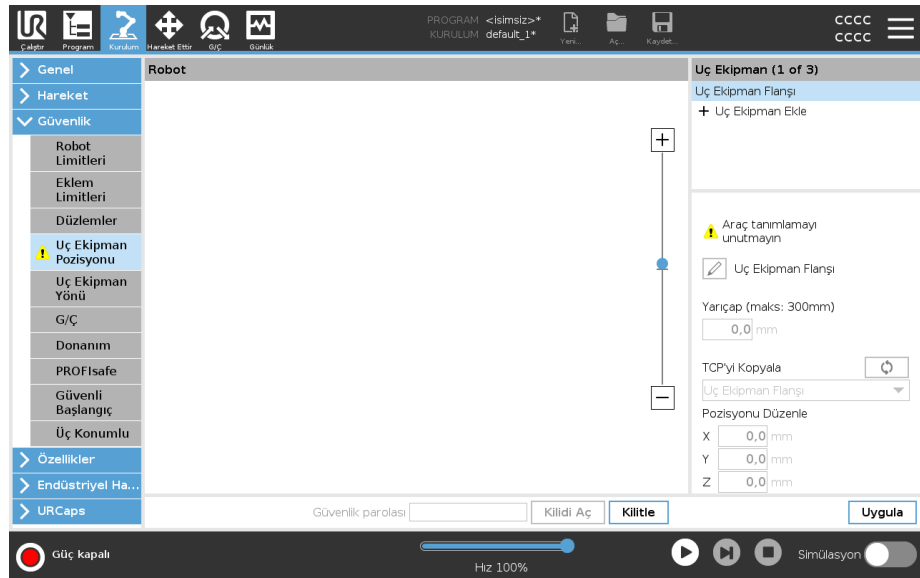 PROGRAM <isimsiz>*
KURULUM default_1*
Çalıştır
Program
Kurulum
Hareket Ettir
G/Ç
Günlük
Yeni...
Aç...
Kaydet...
cccc
cccc
Genel
Hareket
Güvenlik
Robot
Limitleri
Eklem
Limitleri
Düzlemler
Uç Ekipman
Pozisyonu
Uç Ekipman
Yönü
G/Ç
Donanım
PROFIsafe
Güvenli
Başlangıç
Üç Konumlu
Özellikler
Endüstriyel Ha...
URCaps
Robot
Uç Ekipman (1 of 3)
Uç Ekipman Flanşı
Uç Ekipman Ekle
Araç tanımlamayı
unutmayın
Uç Ekipman Flanşı
Yarıçap (maks: 300mm)
0,0 mm
TCP'yi Kopyala
Uç Ekipman Flanşı
Pozisyonu Düzenle
X 0,0 mm
Y 0,0 mm
Z 0,0 mm
Güvenlik parolası
Kilidi Aç
Kilitle
Uygula
Güç kapalı
Hız 100%
Simülasyon